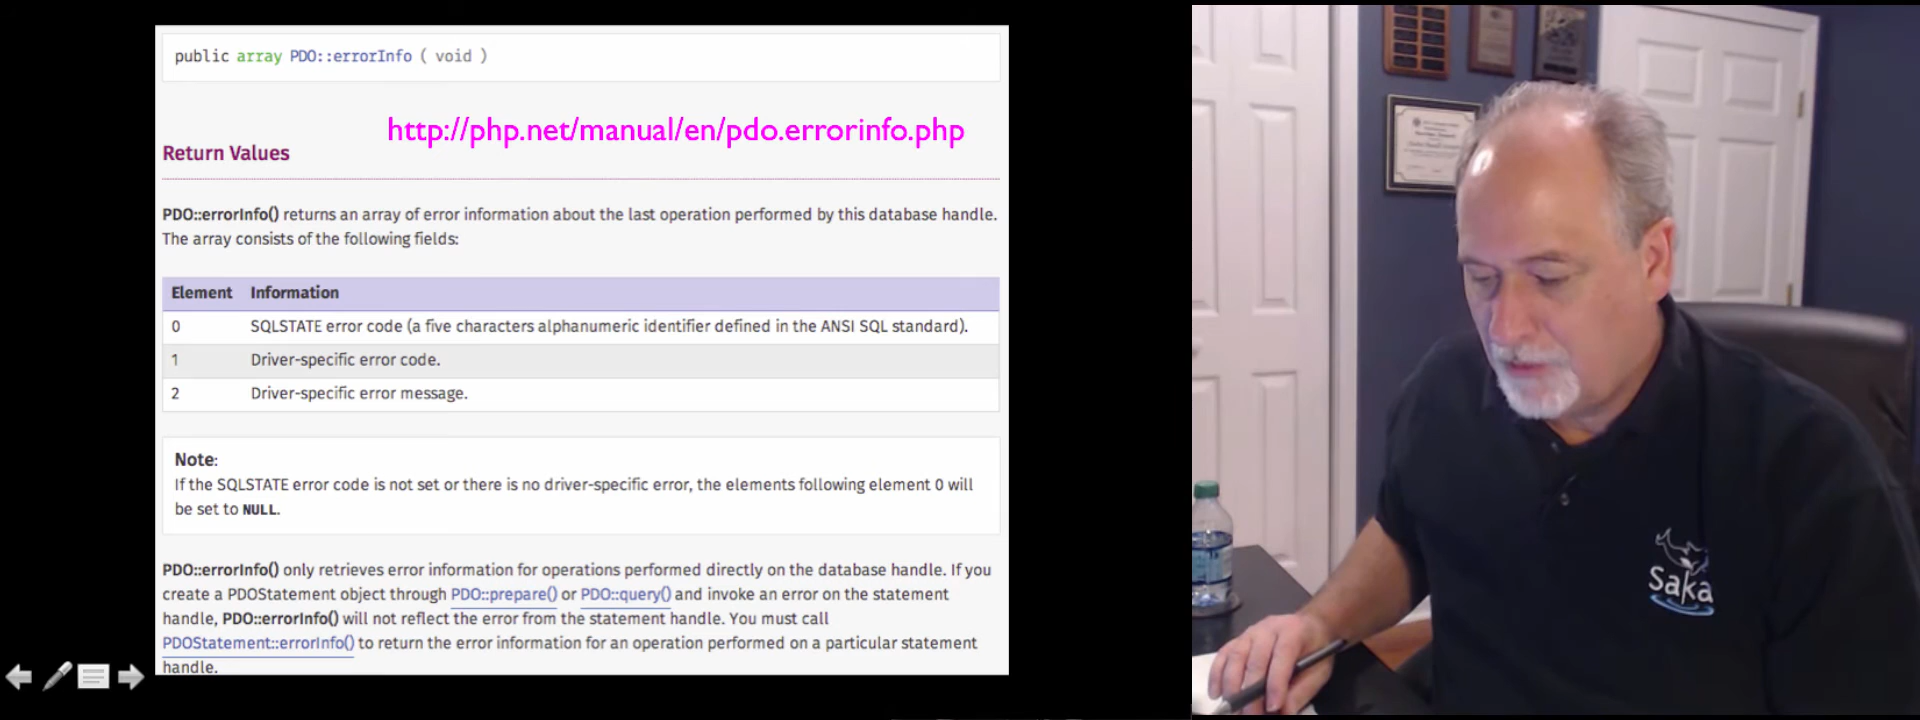 public array PDO::errorInfo ( void )
http://php.net/manual/en/pdo.errorinfo.php
Return Values
PDO::errorInfo() returns an array of error information about the last operation performed by this database handle.
The array consists of the following fields:
Element Information
0 SQLSTATE error code (a five characters alphanumeric identifier defined in the ANSI SQL standard).
1 Driver-specific error code.
2 Driver-specific error message.
Note:
If the SQLSTATE error code is not set or there is no driver-specific error, the elements following element 0 will
be set to NULL.
PDO::errorInfo() only retrieves error information for operations performed directly on the database handle. If you
create a PDOStatement object through PDO::prepare() or PDO::query() and invoke an error on the statement
handle, PDO::errorInfo() will not reflect the error from the statement handle. You must call
PDOStatement::errorInfo() to return the error information for an operation performed on a particular statement
handle.
Saka